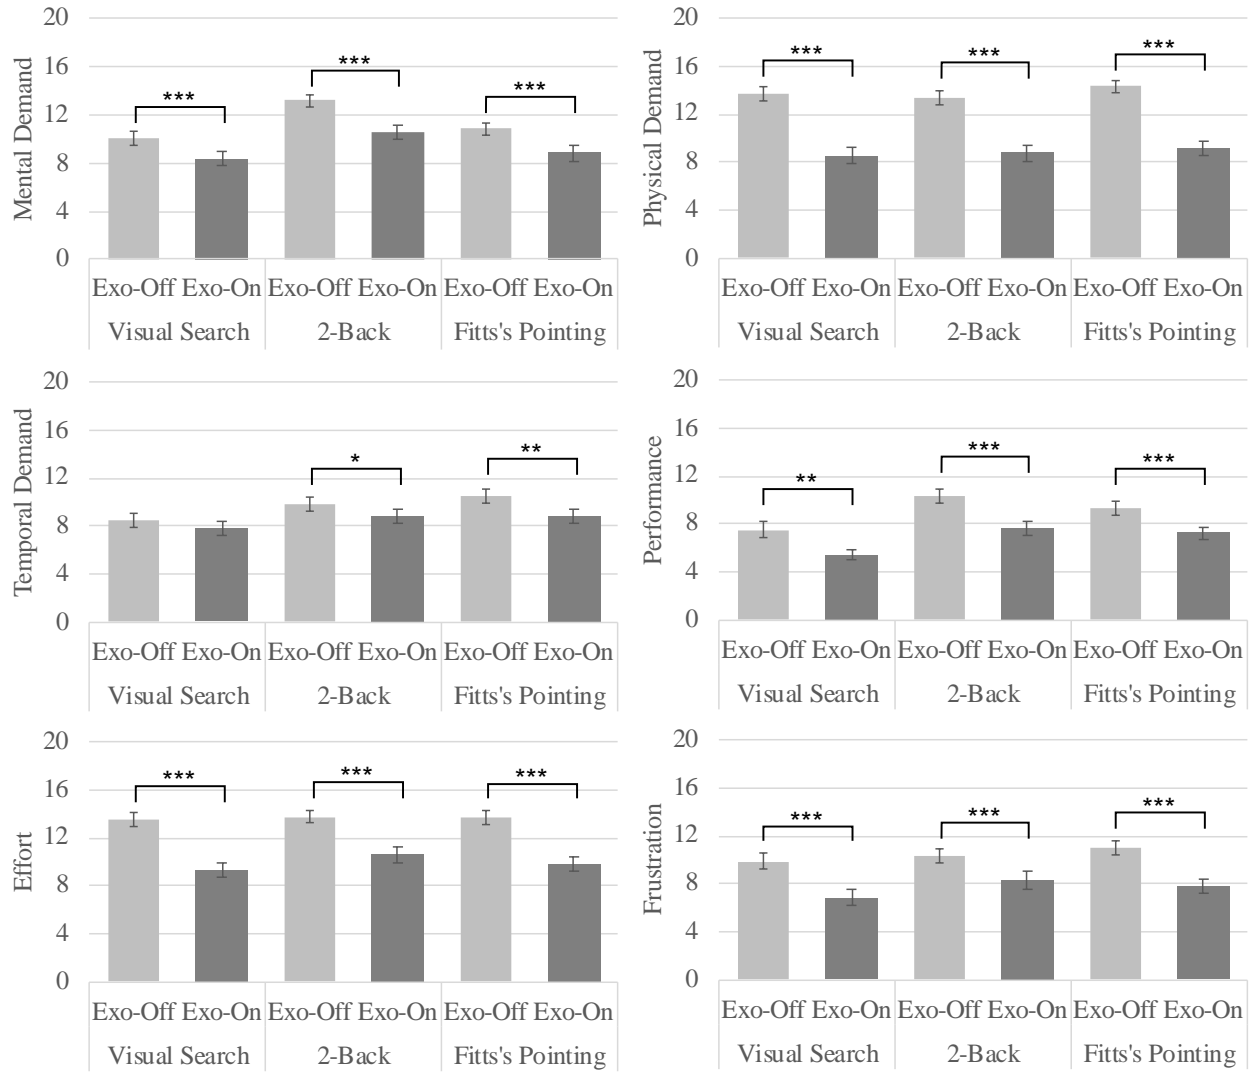 Mental Demand
20
16
12
8
4
0
***
***
***
Exo-Off Exo-On Exo-Off Exo-On Exo-Off Exo-On
Visual Search 2-Back Fitts's Pointing
Physical Demand
20
16
12
8
4
0
***
***
***
Exo-Off Exo-On Exo-Off Exo-On Exo-Off Exo-On
Visual Search 2-Back Fitts's Pointing
Temporal Demand
20
16
12
8
4
0
*
**
Exo-Off Exo-On Exo-Off Exo-On Exo-Off Exo-On
Visual Search 2-Back Fitts's Pointing
Performance
20
16
12
8
4
0
**
***
***
Exo-Off Exo-On Exo-Off Exo-On Exo-Off Exo-On
Visual Search 2-Back Fitts's Pointing
Effort
20
16
12
8
4
0
***
***
***
Exo-Off Exo-On Exo-Off Exo-On Exo-Off Exo-On
Visual Search 2-Back Fitts's Pointing
Frustration
20
16
12
8
4
0
***
***
***
Exo-Off Exo-On Exo-Off Exo-On Exo-Off Exo-On
Visual Search 2-Back Fitts's Pointing